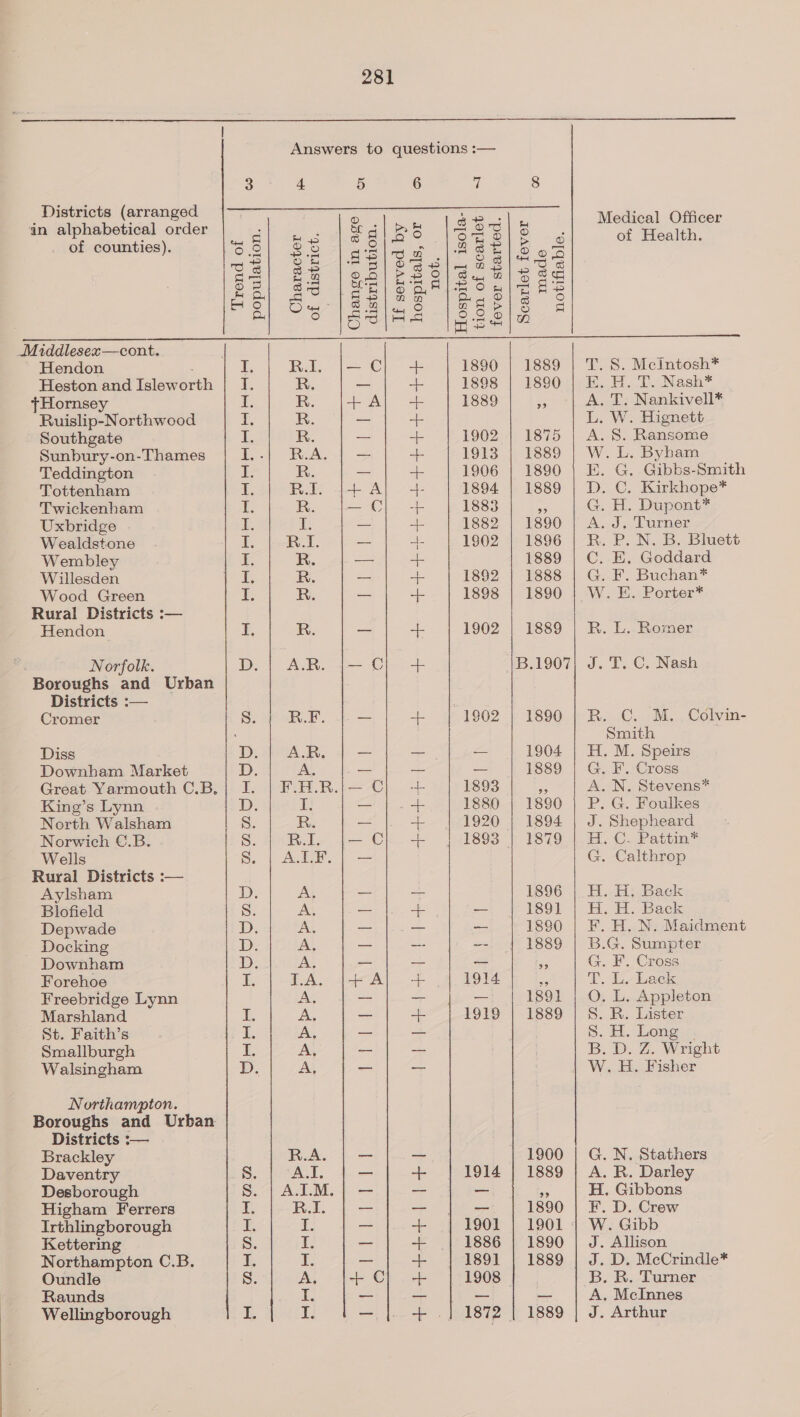 281
Answers to questions :—
3 4 5 6 7 8
Districts (arranged in alphabetical order of counties).
Trend of population.
Character of district.
Change in age distribution.
If served by hospitals, or not.
Hospital isolation of scarlet fever started.
Scarlet fever made notifiable.
Medical Officer of Health.
Middlesex—cont.
Hendon I. R.I. — C + 1890 1889 T. S. McIntosh*
Heston and Isleworth I. R. — + 1898 1890 E. H. T. Nash*
†Hornsey I. R. + A + 1889 ,, A. T. Nankivell*
Ruislip-Northwood I. R. — + L. W. Hignett
Southgate I. R. — + 1902 1875 A. S. Ransome
Sunbury-on-Thames I. R.A. — + 1913 1889 W. L. Byham
Teddington I. R. — + 1906 1890 E. G. Gibbs-Smith
Tottenham I. R.I. + A + 1894 1889 D. C. Kirkhope*
Twickenham I. R. — C + 1883 ,, G. H. Dupont*
Uxbridge I. I. — + 1882 1890 A. J. Turner
Wealdstone I. R.I. — + 1902 1896 R. P. N. B. Bluett
Wembley I. R. — + 1889 C. E. Goddard
Willesden I. R. — + 1892 1888 G. F. Buchan*
Wood Green I. R. — + 1898 1890 W. E. Porter*
Rural Districts :—
Hendon I. R. — + 1902 1889 R. L. Romer
Norfolk. D. A.R. — C + B.1907 J. T. C. Nash
Boroughs and Urban
Districts :—
Cromer S. R.F. — + 1902 1890 R. C. M. Colvin-
Smith
Diss D. A.R. — — — 1904 H. M. Speirs
Downham Market D. A. — — — 1889 G. F. Cross
Great Yarmouth C.B. I. F.H.R. — C + 1893 ,, A. N. Stevens*
King's Lynn D. I. — + 1880 1890 P. G. Foulkes
North Walsham S. R. — + 1920 1894 J. Shepheard
Norwich C.B. S. R.I. — C + 1893 1879 H. C. Pattin*
Wells S. A.I.F. — G. Calthrop
Rural Districts :—
Aylsham D. A. — — 1896 H. H. Back
Blofield S. A. — + — 1891 H. H. Back
Depwade D. A. — — — 1890 F. H. N. Maidment
Docking D. A. — — — 1889 B.G. Sumpter
Downham D. A. — — — ,, G. F. Cross
Forehoe I. I.A. + A + 1914 ,, T. L. Lack
Freebridge Lynn A. — — — 1891 O. L. Appleton
Marshland I. A. — + 1919 1889 S. R. Lister
St. Faith's I. A. — — S. H. Long
Smallburgh I. A. — — B. D. Z. Wright
Walsingham D. A. — — W. H. Fisher
Northampton.
Boroughs and Urban
Districts :—
Brackley R.A. — — 1900 G. N. Stathers
Daventry S. A.I. — + 1914 1889 A. R. Darley
Desborough S. A.I.M. — — — ,, H. Gibbons
Higham Ferrers I. R.I. — — — 1890 F. D. Crew
Irthlingborough I. I. — + 1901 1901 W. Gibb
Kettering S. I. — + 1886 1890 J. Allison
Northampton C.B. I. I. — + 1891 1889 J. D. McCrindle*
Oundle S. A. + C + 1908 B. R. Turner
Raunds I. — — — — A. McInnes
Wellingborough I. I. — + 1872 1889 J. Arthur